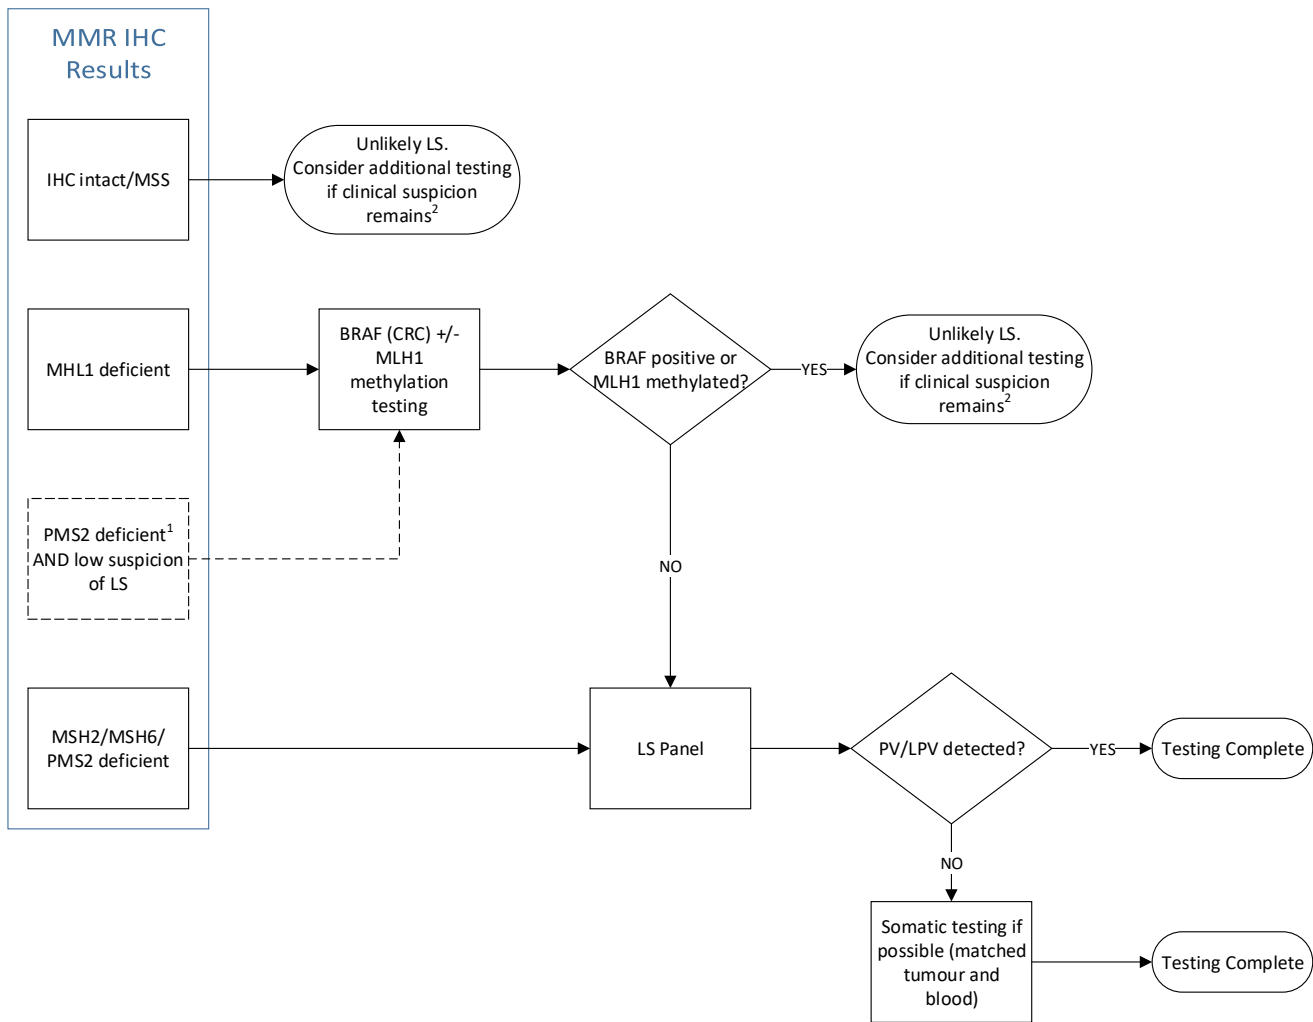 MMR IHC
Results
IHC intact/MSS
Unlikely LS.
Consider additional testing
if clinical suspicion
remains²
MHL1 deficient
BRAF (CRC) +/-
MLH1
methylation
testing
BRAF positive or
MLH1 methylated?
YES
Unlikely LS.
Consider additional testing
if clinical suspicion
remains²
PMS2 deficient¹
AND low suspicion
of LS
NO
MSH2/MSH6/
PMS2 deficient
LS Panel
PV/LPV detected?
YES
Testing Complete
NO
Somatic testing if
possible (matched
tumour and
blood)
Testing Complete